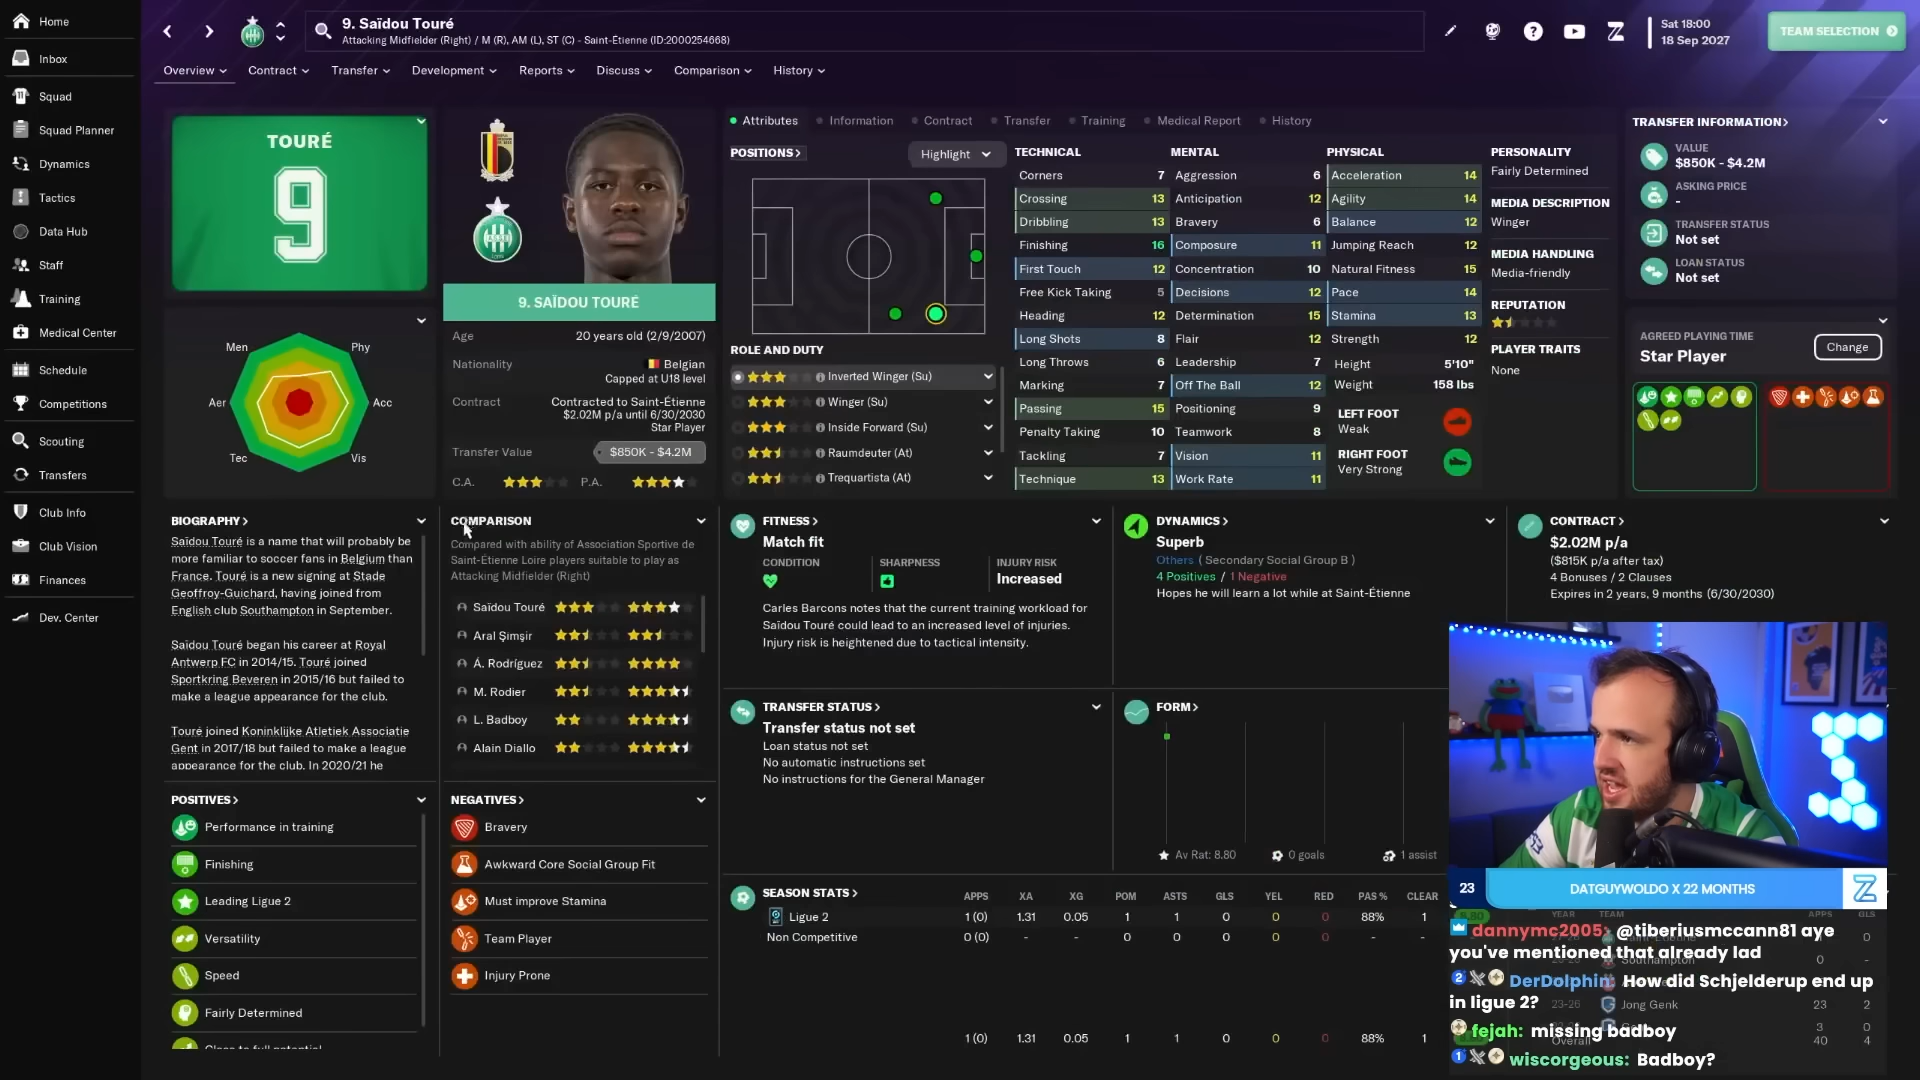 Home
Inbox
Squad
Squad Planner
Dynamics
Tactics
Data Hub
Staff
Training
Medical Center
Schedule
Competitions
Scouting
Transfers
Club Info
Club Vision
Finances
Dev. Center
9. Saïdou Touré
Attacking Midfielder (Right) / M (R), AM (L), ST (C) - Saint-Étienne (ID:2000254668)
Sat 18:00
18 Sep 2027
TEAM SELECTION
Overview Contract Transfer Development Reports Discuss Comparison History
TOURÉ
9
Men Phy
Aer Acc
Tec Vis
9. SAÏDOU TOURÉ
Age 20 years old (2/9/2007)
Nationality Belgian
Capped at U18 level
Contract Contracted to Saint-Étienne
$2.02M p/a until 6/30/2030
Star Player
Transfer Value $850K - $4.2M
C.A. P.A.
Attributes Information Contract Transfer Training Medical Report History
POSITIONS> Highlight
ROLE AND DUTY
Inverted Winger (Su)
Winger (Su)
Inside Forward (Su)
Raumdeuter (At)
Trequartista (At)
TECHNICAL
Corners 7
Crossing 13
Dribbling 13
Finishing 16
First Touch 12
Free Kick Taking 5
Heading 12
Long Shots 8
Long Throws 6
Marking 7
Passing 15
Penalty Taking 10
Tackling 7
Technique 13
MENTAL
Aggression 6
Anticipation 12
Bravery 6
Composure 11
Concentration 10
Decisions 12
Determination 15
Flair 12
Leadership 7
Off The Ball 12
Positioning 9
Teamwork 8
Vision 11
Work Rate 11
PHYSICAL
Acceleration 14
Agility 14
Balance 12
Jumping Reach 12
Natural Fitness 15
Pace 14
Stamina 13
Strength 12
Height 5'10"
Weight 158 lbs
LEFT FOOT
Weak
RIGHT FOOT
Very Strong
PERSONALITY
Fairly Determined
MEDIA DESCRIPTION
Winger
MEDIA HANDLING
Media-friendly
REPUTATION
PLAYER TRAITS
None
TRANSFER INFORMATION>
VALUE
$850K - $4.2M
ASKING PRICE
-
TRANSFER STATUS
Not set
LOAN STATUS
Not set
AGREED PLAYING TIME
Star Player
Change
BIOGRAPHY>
Saïdou Touré is a name that will probably be
more familiar to soccer fans in Belgium than
France. Touré is a new signing at Stade
Geoffroy-Guichard, having joined from
English club Southampton in September.
Saïdou Touré began his career at Royal
Antwerp FC in 2014/15. Touré joined
Sportkring Beveren in 2015/16 but failed to
make a league appearance for the club.
Touré joined Koninklijke Atletiek Associatie
Gent in 2017/18 but failed to make a league
appearance for the club. In 2020/21 he
COMPARISON
Compared with ability of Association Sportive de
Saint-Étienne Loire players suitable to play as
Attacking Midfielder (Right)
Saïdou Touré
Aral Şimşir
Á. Rodríguez
M. Rodier
L. Badboy
Alain Diallo
POSITIVES>
Performance in training
Finishing
Leading Ligue 2
Versatility
Speed
Fairly Determined
Close to full potential
NEGATIVES>
Bravery
Awkward Core Social Group Fit
Must improve Stamina
Team Player
Injury Prone
FITNESS>
Match fit
CONDITION SHARPNESS INJURY RISK
Increased
Carles Barcons notes that the current training workload for
Saïdou Touré could lead to an increased level of injuries.
Injury risk is heightened due to tactical intensity.
DYNAMICS>
Superb
Others ( Secondary Social Group B )
4 Positives / 1 Negative
Hopes he will learn a lot while at Saint-Étienne
CONTRACT>
$2.02M p/a
($815K p/a after tax)
4 Bonuses / 2 Clauses
Expires in 2 years, 9 months (6/30/2030)
TRANSFER STATUS>
Transfer status not set
Loan status not set
No automatic instructions set
No instructions for the General Manager
FORM>
Av Rat: 8.80 0 goals 1 assist
SEASON STATS> APPS XA XG POM ASTS GLS YEL RED PAS % CLEAR
Ligue 2 1 (0) 1.31 0.05 1 1 0 0 0 88% 1
Non Competitive 0 (0) - - 0 0 0 0 0 - -
1 (0) 1.31 0.05 1 1 0 0 0 88% 1
23 DATGUYWOLDO X 22 MONTHS
YEAR TEAM APPS GLS
Southampton 0 -
23-26 Jong Genk 23 2
3 0
Overall 40 4
dannymc2005: @tiberiusmccann81 aye
you've mentioned that already lad
DerDolphin: How did Schjelderup end up
in ligue 2?
fejah: missing badboy
wiscorgeous: Badboy?